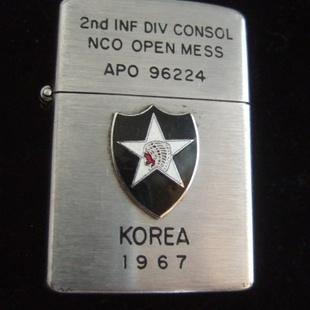 2nd INF DIV CONSOL
NCO OPEN MESS
APO 96224
KOREA
1967